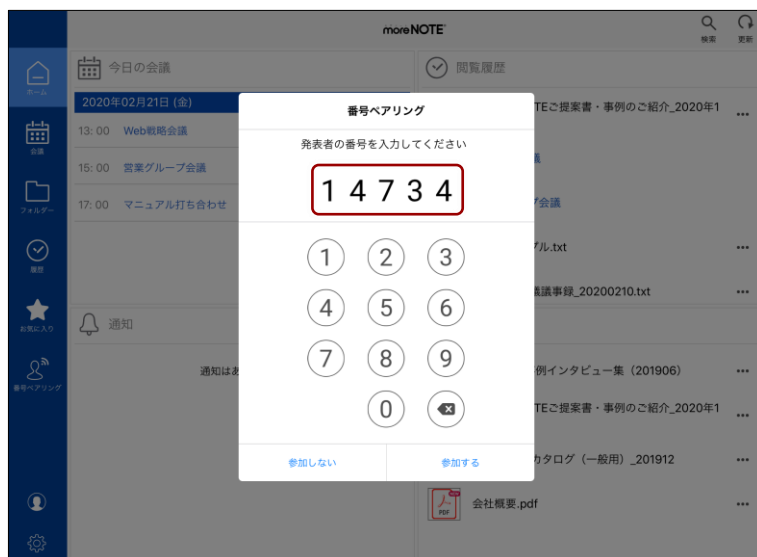 moreNOTE
検索
更新
ホーム
会議
フォルダー
履歴
お気に入り
番号ペアリング
今日の会議
2020年02月21日 (金)
13:00 Web戦略会議
15:00 営業グループ会議
17:00 マニュアル打ち合わせ
通知
通知はあ
番号ペアリング
発表者の番号を入力してください
14734
1 2 3
4 5 6
7 8 9
0
参加しない 参加する
閲覧履歴
TEご提案書・事例のご紹介_2020年1
会議
ル.txt
議事録_20200210.txt
例インタビュー集（201906）
TEご提案書・事例のご紹介_2020年1
カタログ（一般用）_201912
PDF
会社概要.pdf